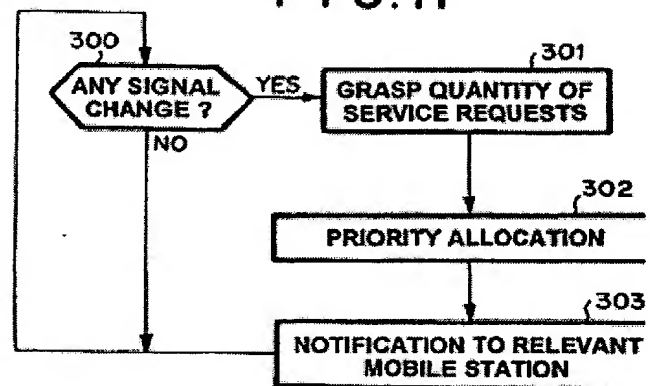 300
ANY SIGNAL
CHANGE ?
YES
NO
301
GRASP QUANTITY OF
SERVICE REQUESTS
302
PRIORITY ALLOCATION
303
NOTIFICATION TO RELEVANT
MOBILE STATION